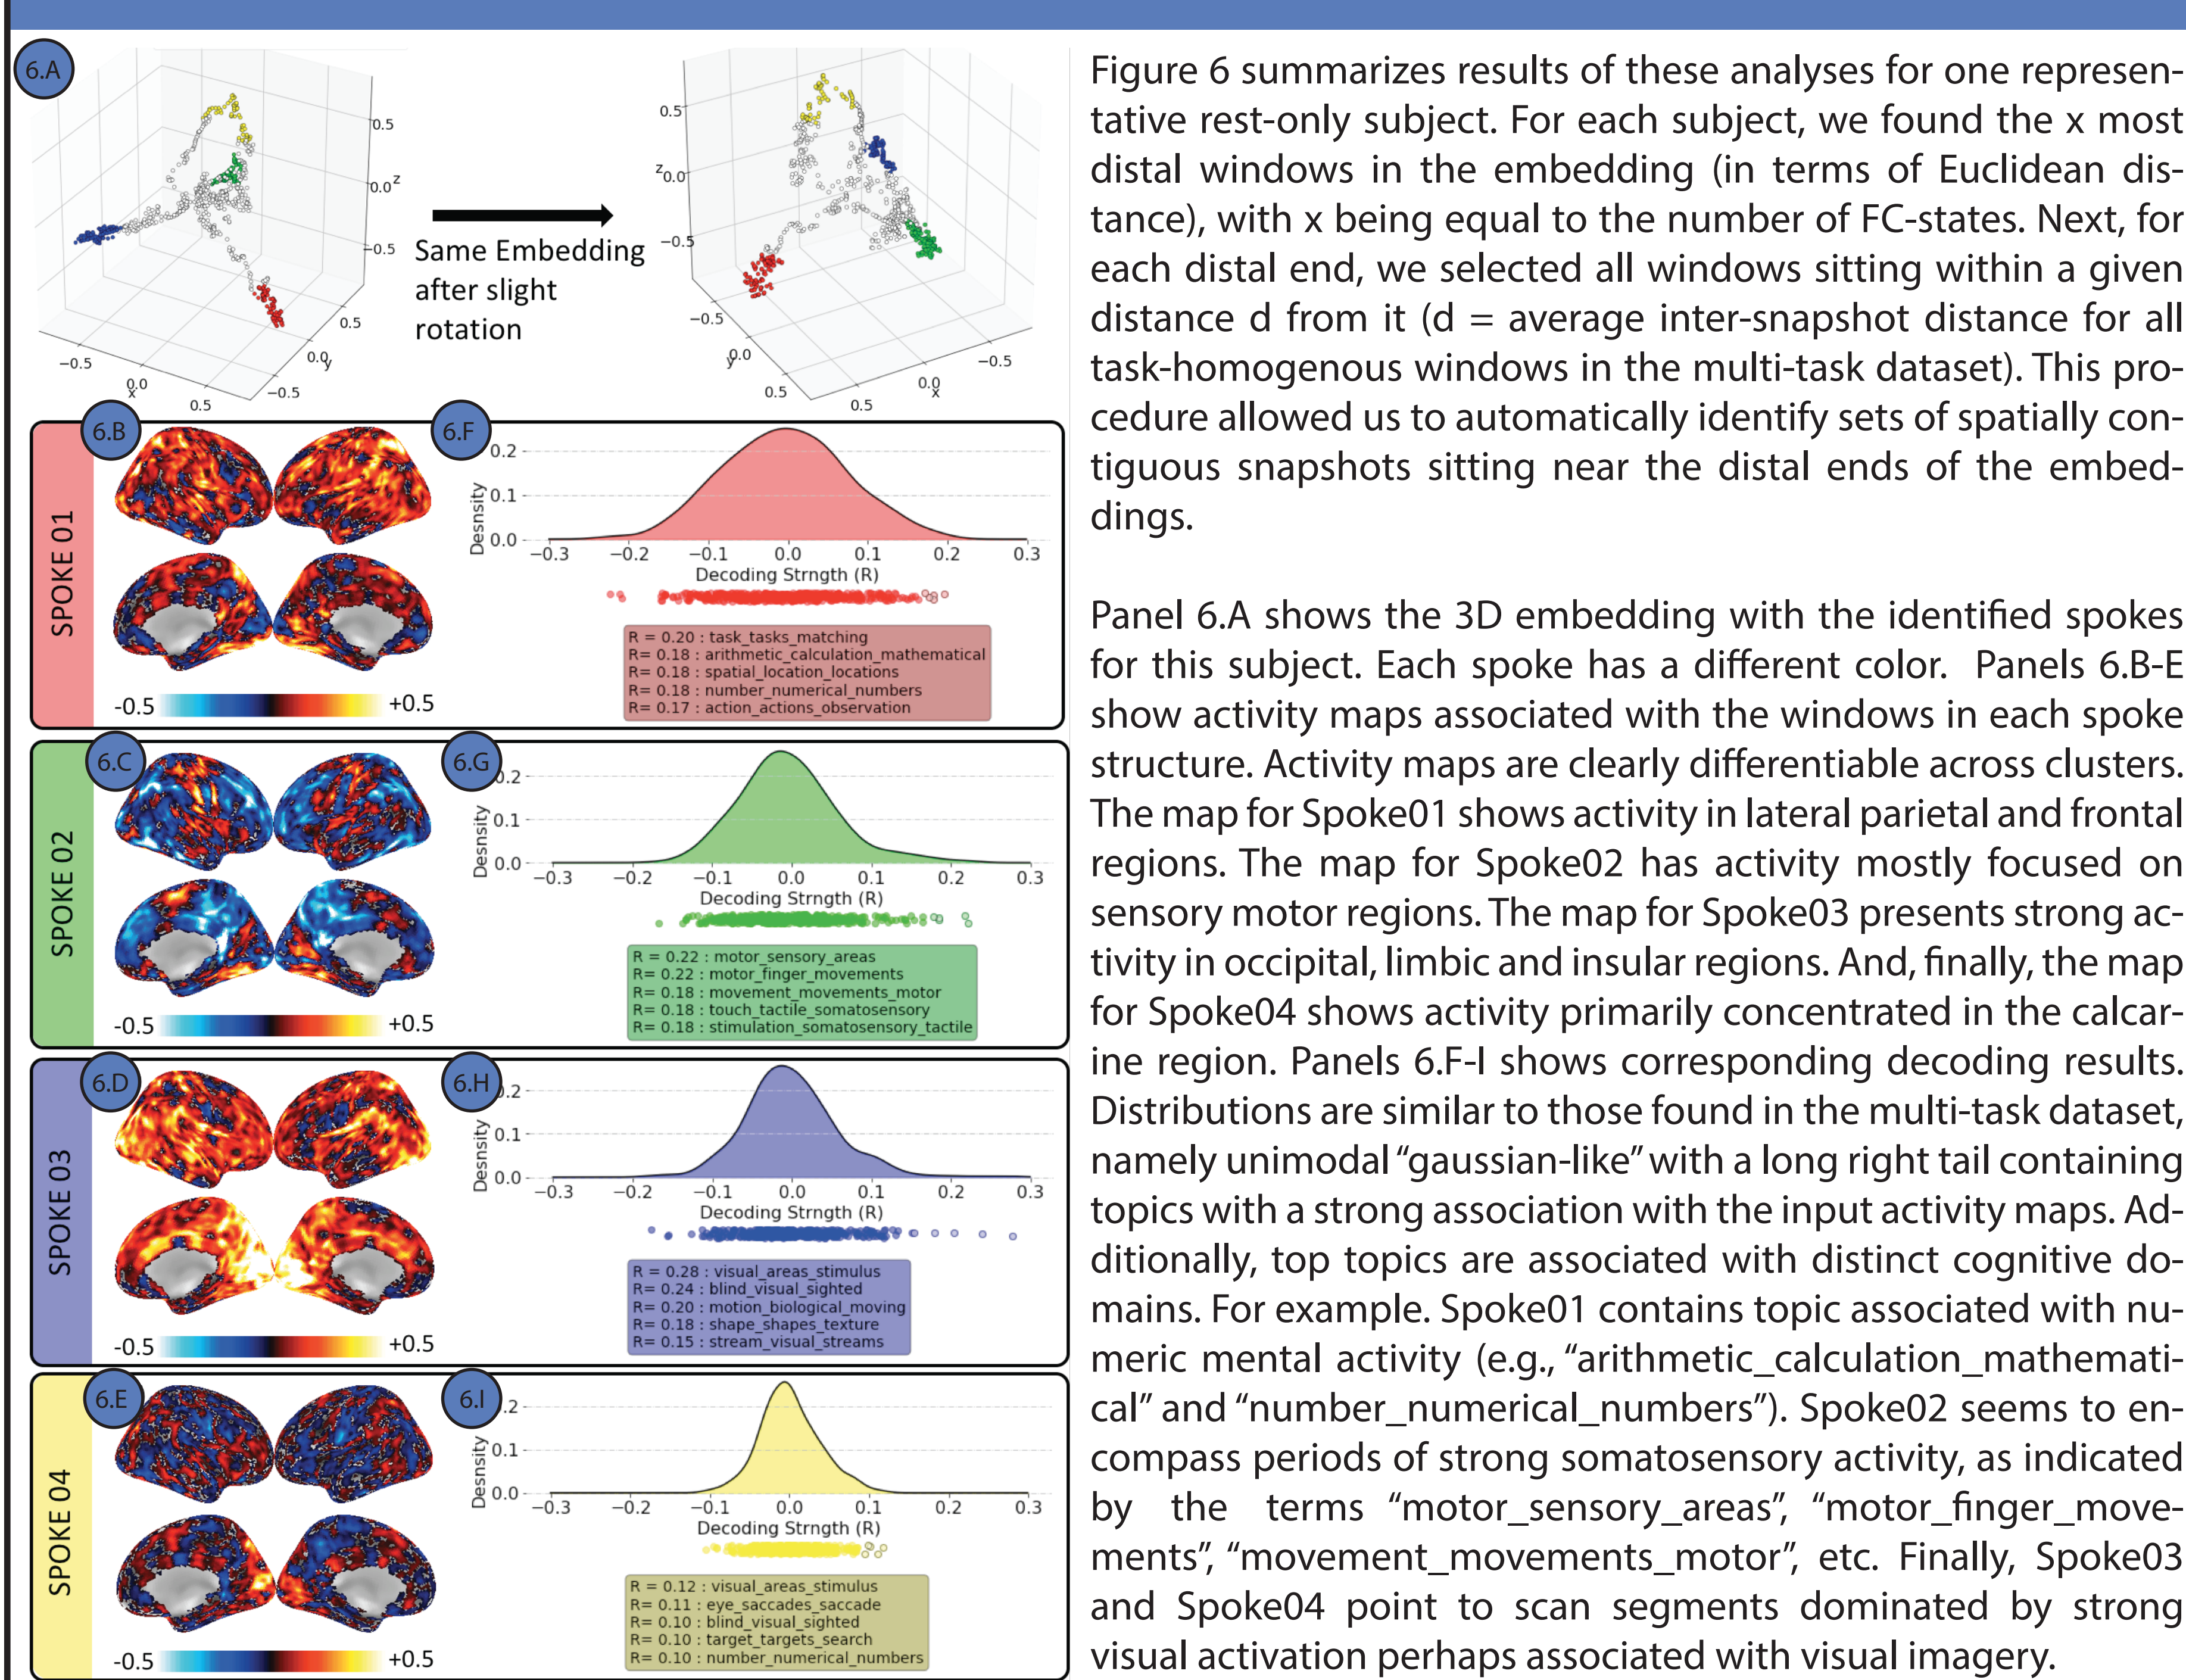 6.A
0.5
0.0
z
−0.5
0.5
0.0
y
−0.5
−0.5
0.0
x
0.5
Same Embedding
after slight
rotation
0.5
z
0.0
−0.5
−0.5
y
0.0
0.5
−0.5
0.0
x
0.5
SPOKE 01
6.B
-0.5
+0.5
6.F
Desnsity
0.2
0.1
0.0
−0.3 −0.2 −0.1 0.0 0.1 0.2 0.3
Decoding Strngth (R)
R = 0.20 : task_tasks_matching
R= 0.18 : arithmetic_calculation_mathematical
R= 0.18 : spatial_location_locations
R= 0.18 : number_numerical_numbers
R= 0.17 : action_actions_observation
SPOKE 02
6.C
-0.5
+0.5
6.G
Desnsity
0.2
0.1
0.0
−0.3 −0.2 −0.1 0.0 0.1 0.2 0.3
Decoding Strngth (R)
R = 0.22 : motor_sensory_areas
R= 0.22 : motor_finger_movements
R= 0.18 : movement_movements_motor
R= 0.18 : touch_tactile_somatosensory
R= 0.18 : stimulation_somatosensory_tactile
SPOKE 03
6.D
-0.5
+0.5
6.H
Desnsity
.2
0.1
0.0
−0.3 −0.2 −0.1 0.0 0.1 0.2 0.3
Decoding Strngth (R)
R = 0.28 : visual_areas_stimulus
R= 0.24 : blind_visual_sighted
R= 0.20 : motion_biological_moving
R= 0.18 : shape_shapes_texture
R= 0.15 : stream_visual_streams
SPOKE 04
6.E
-0.5
+0.5
6.I
Desnsity
.2
0.1
0.0
−0.3 −0.2 −0.1 0.0 0.1 0.2 0.3
Decoding Strngth (R)
R = 0.12 : visual_areas_stimulus
R= 0.11 : eye_saccades_saccade
R= 0.10 : blind_visual_sighted
R= 0.10 : target_targets_search
R= 0.10 : number_numerical_numbers
Figure 6 summarizes results of these analyses for one represen-
tative rest-only subject. For each subject, we found the x most
distal windows in the embedding (in terms of Euclidean dis-
tance), with x being equal to the number of FC-states. Next, for
each distal end, we selected all windows sitting within a given
distance d from it (d = average inter-snapshot distance for all
task-homogenous windows in the multi-task dataset). This pro-
cedure allowed us to automatically identify sets of spatially con-
tiguous snapshots sitting near the distal ends of the embed-
dings.
Panel 6.A shows the 3D embedding with the identified spokes
for this subject. Each spoke has a different color. Panels 6.B-E
show activity maps associated with the windows in each spoke
structure. Activity maps are clearly differentiable across clusters.
The map for Spoke01 shows activity in lateral parietal and frontal
regions. The map for Spoke02 has activity mostly focused on
sensory motor regions. The map for Spoke03 presents strong ac-
tivity in occipital, limbic and insular regions. And, finally, the map
for Spoke04 shows activity primarily concentrated in the calcar-
ine region. Panels 6.F-I shows corresponding decoding results.
Distributions are similar to those found in the multi-task dataset,
namely unimodal “gaussian-like” with a long right tail containing
topics with a strong association with the input activity maps. Ad-
ditionally, top topics are associated with distinct cognitive do-
mains. For example. Spoke01 contains topic associated with nu-
meric mental activity (e.g., “arithmetic_calculation_mathemati-
cal” and “number_numerical_numbers”). Spoke02 seems to en-
compass periods of strong somatosensory activity, as indicated
by the terms “motor_sensory_areas”, “motor_finger_move-
ments”, “movement_movements_motor”, etc. Finally, Spoke03
and Spoke04 point to scan segments dominated by strong
visual activation perhaps associated with visual imagery.